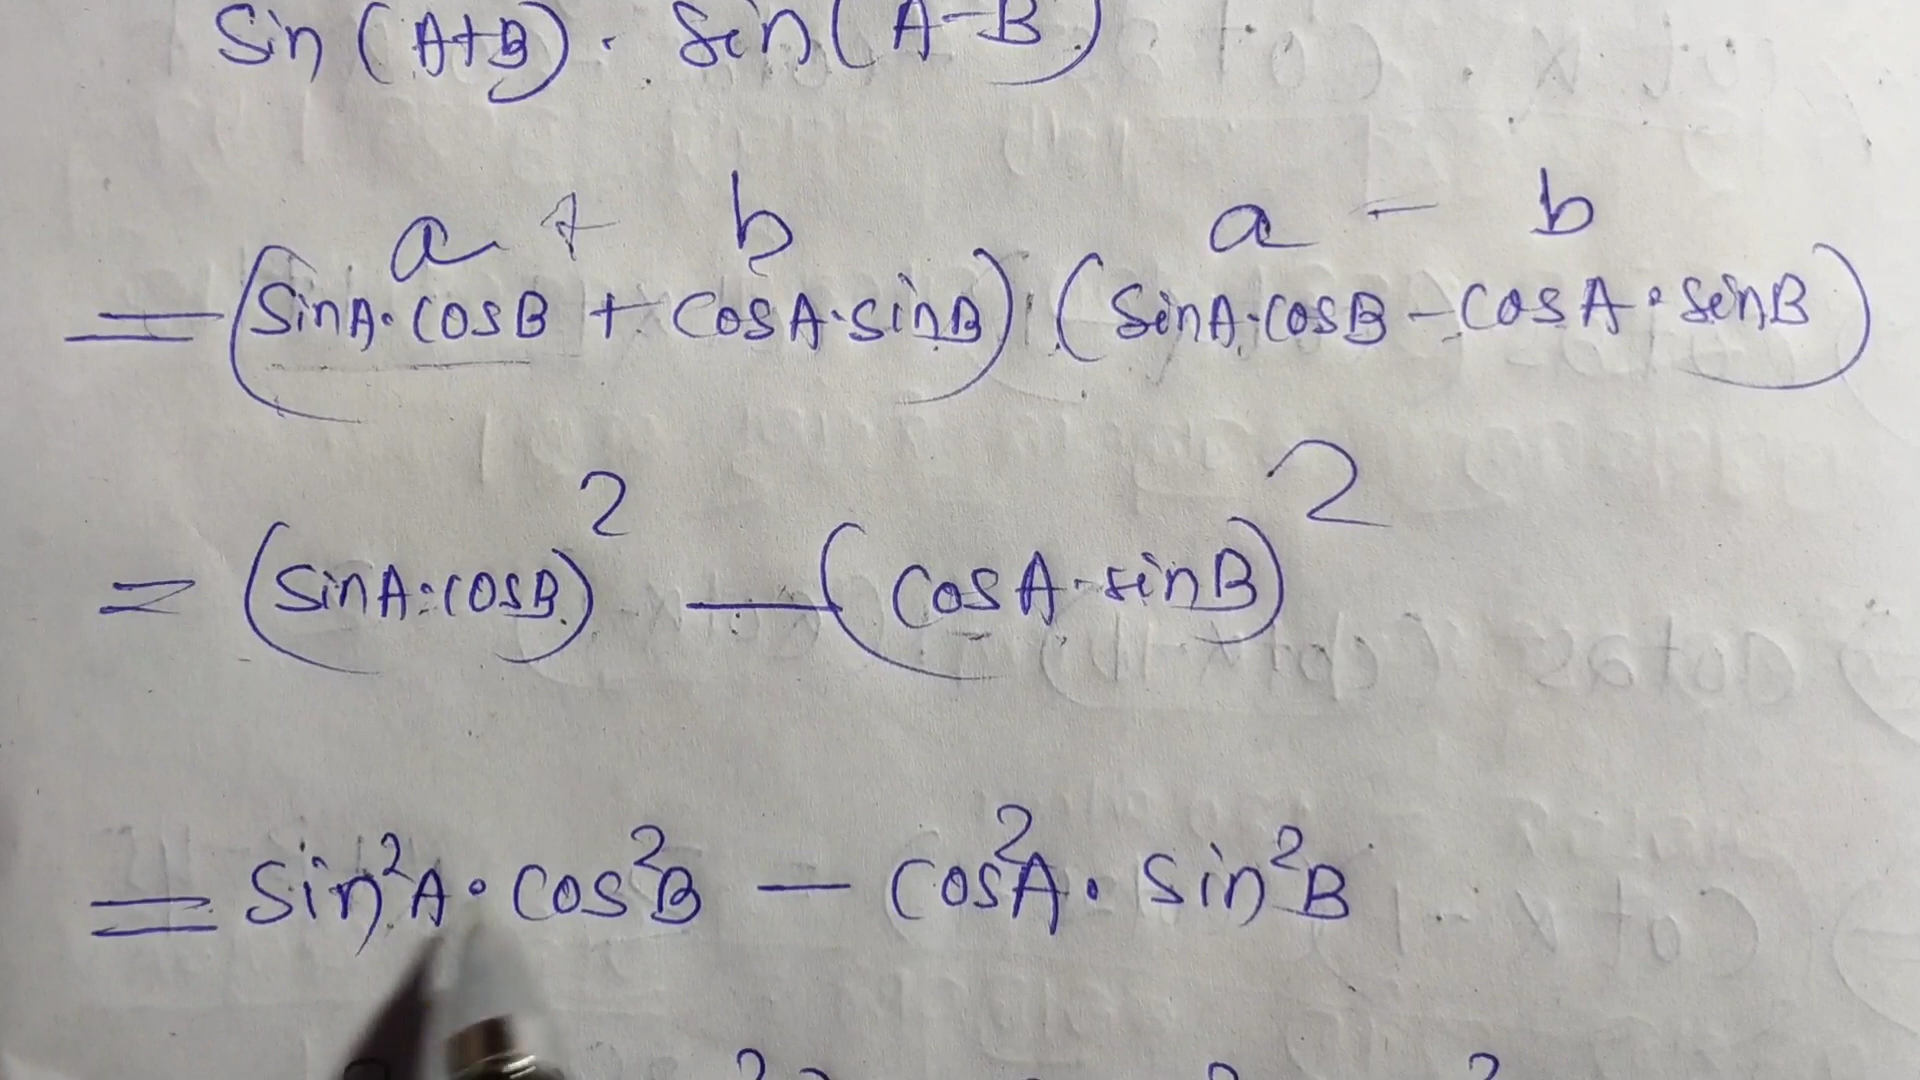 Sin (A+B) · Sin (A-B)
a + b a - b
= (SinA·COSB + COSA·sinB) · (SinA·COSB - COSA·SinB)
= (SinA·COSB)² - (COSA·sinB)²
= Sin²A · COS²B - COS²A · Sin²B